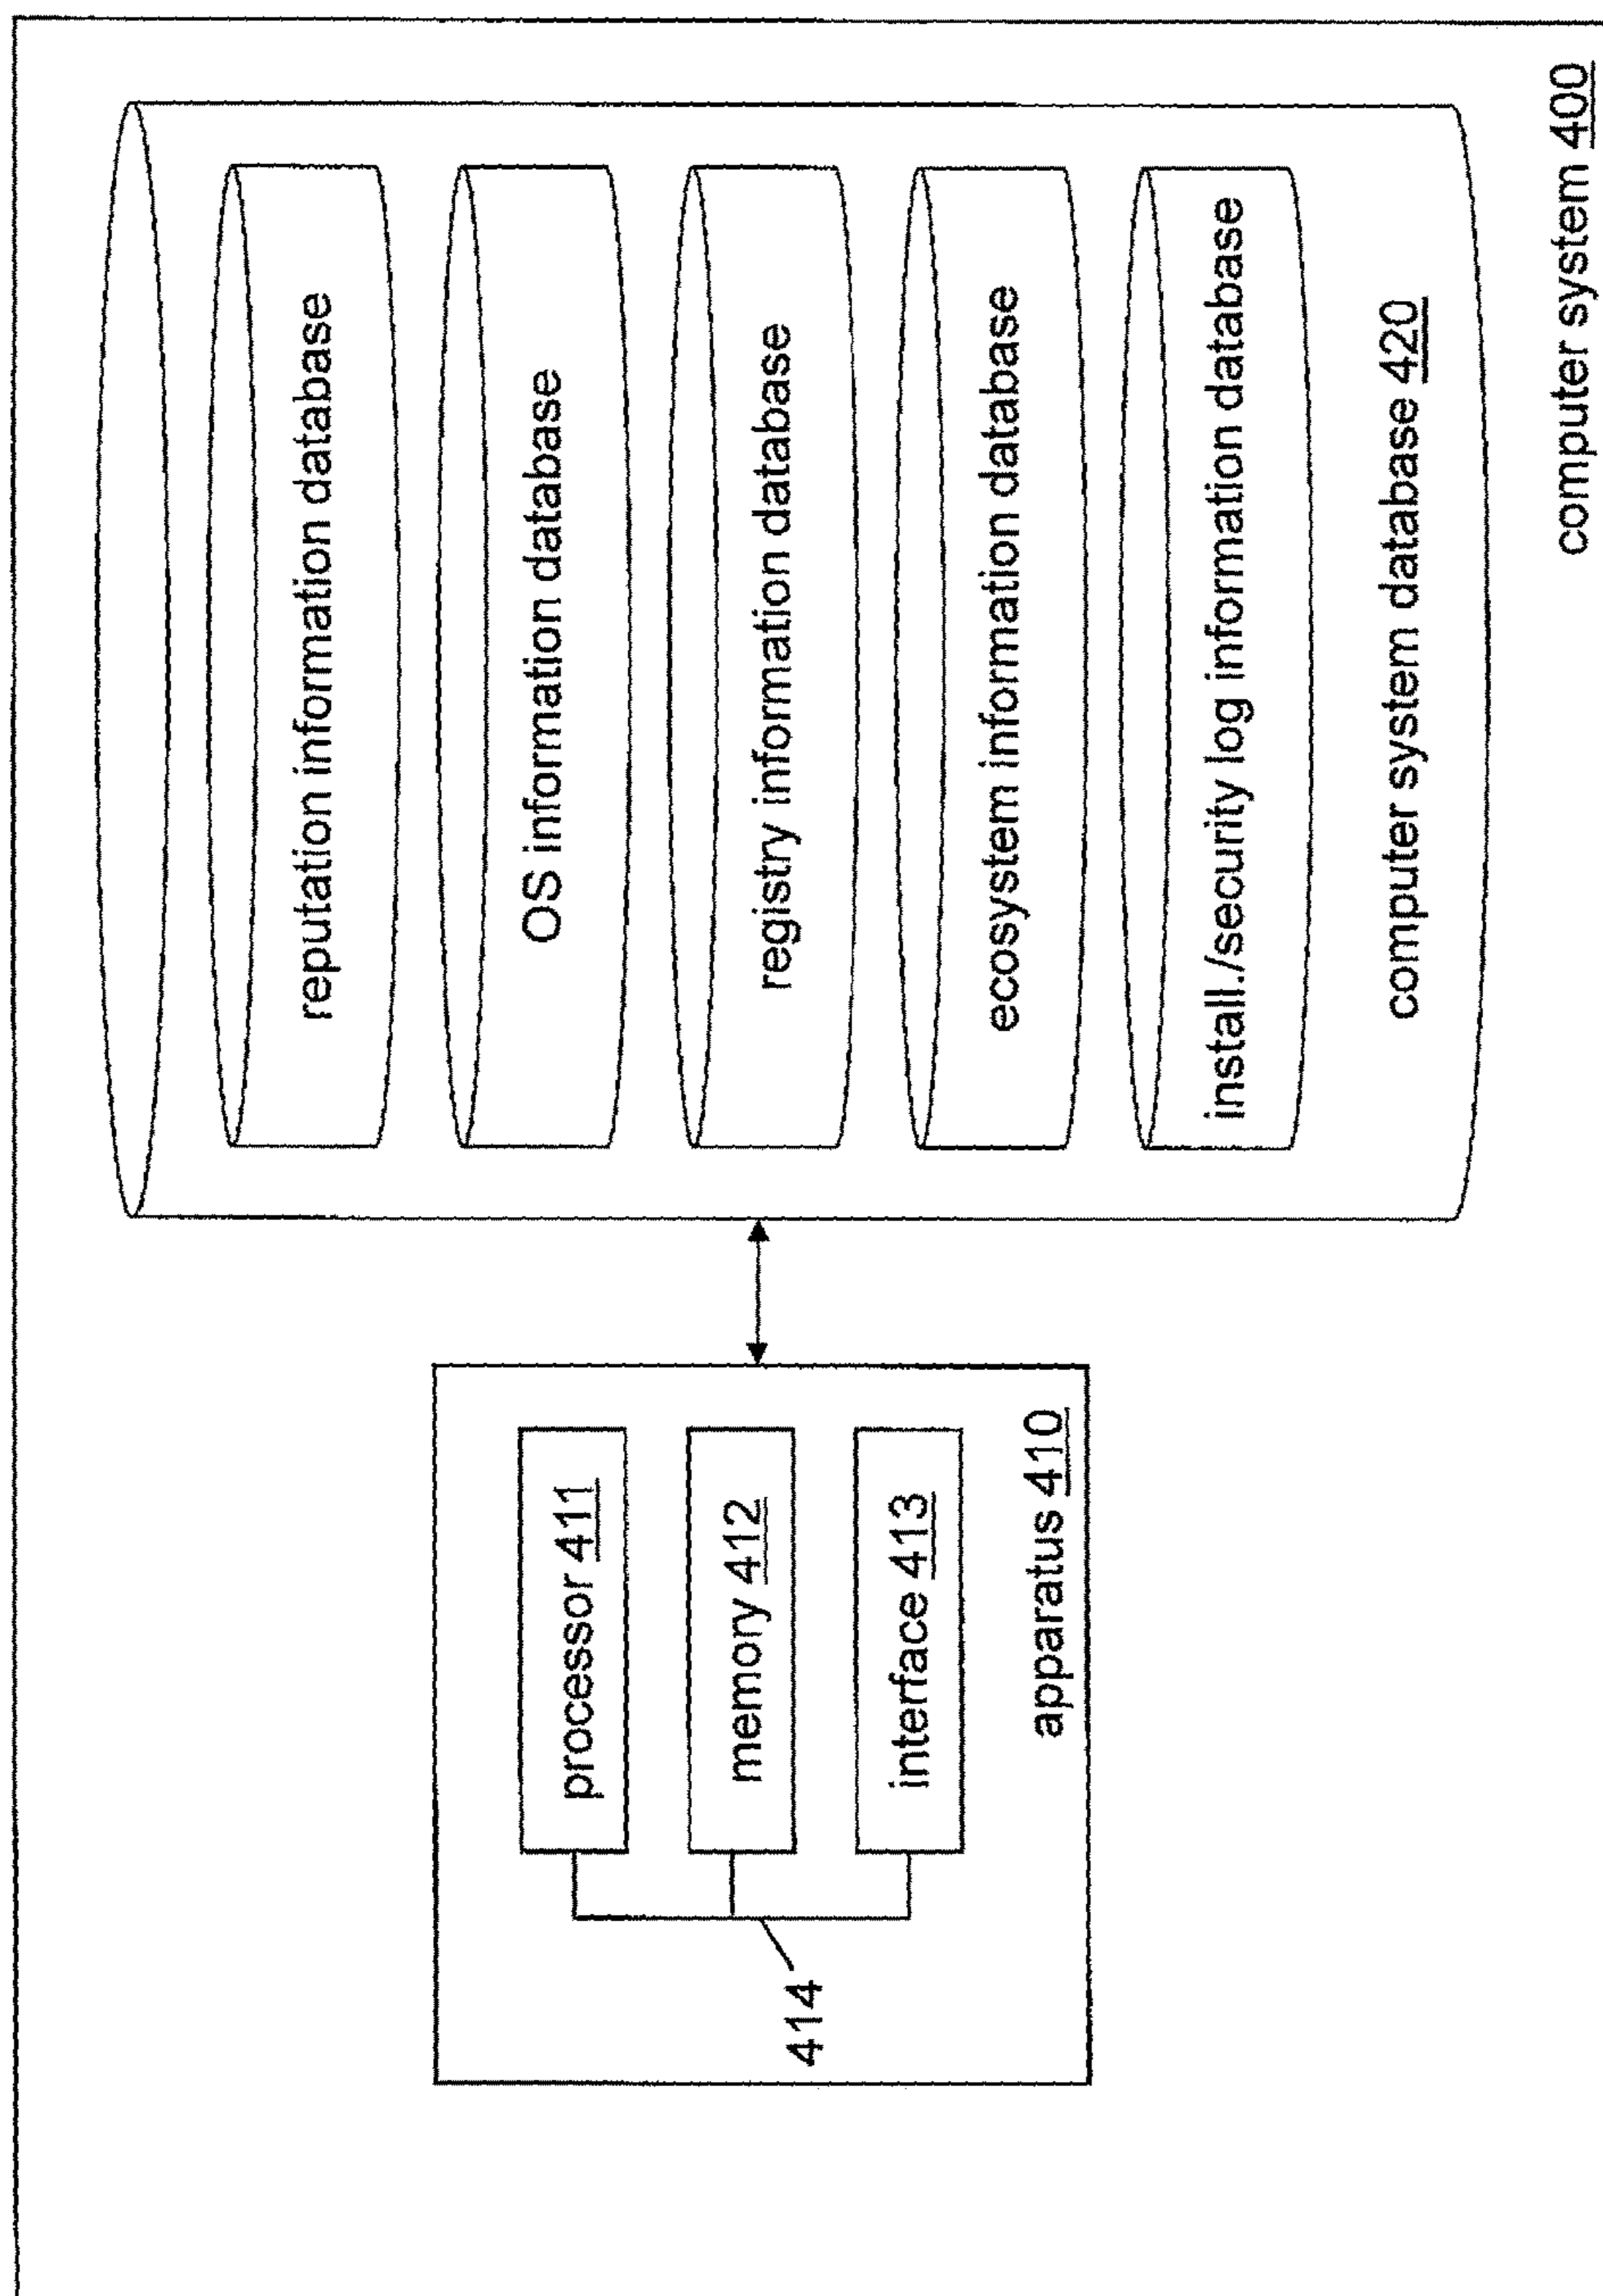 processor 411
memory 412
interface 413
apparatus 410
414
reputation information database
OS information database
registry information database
ecosystem information database
install./security log information database
computer system database 420
computer system 400